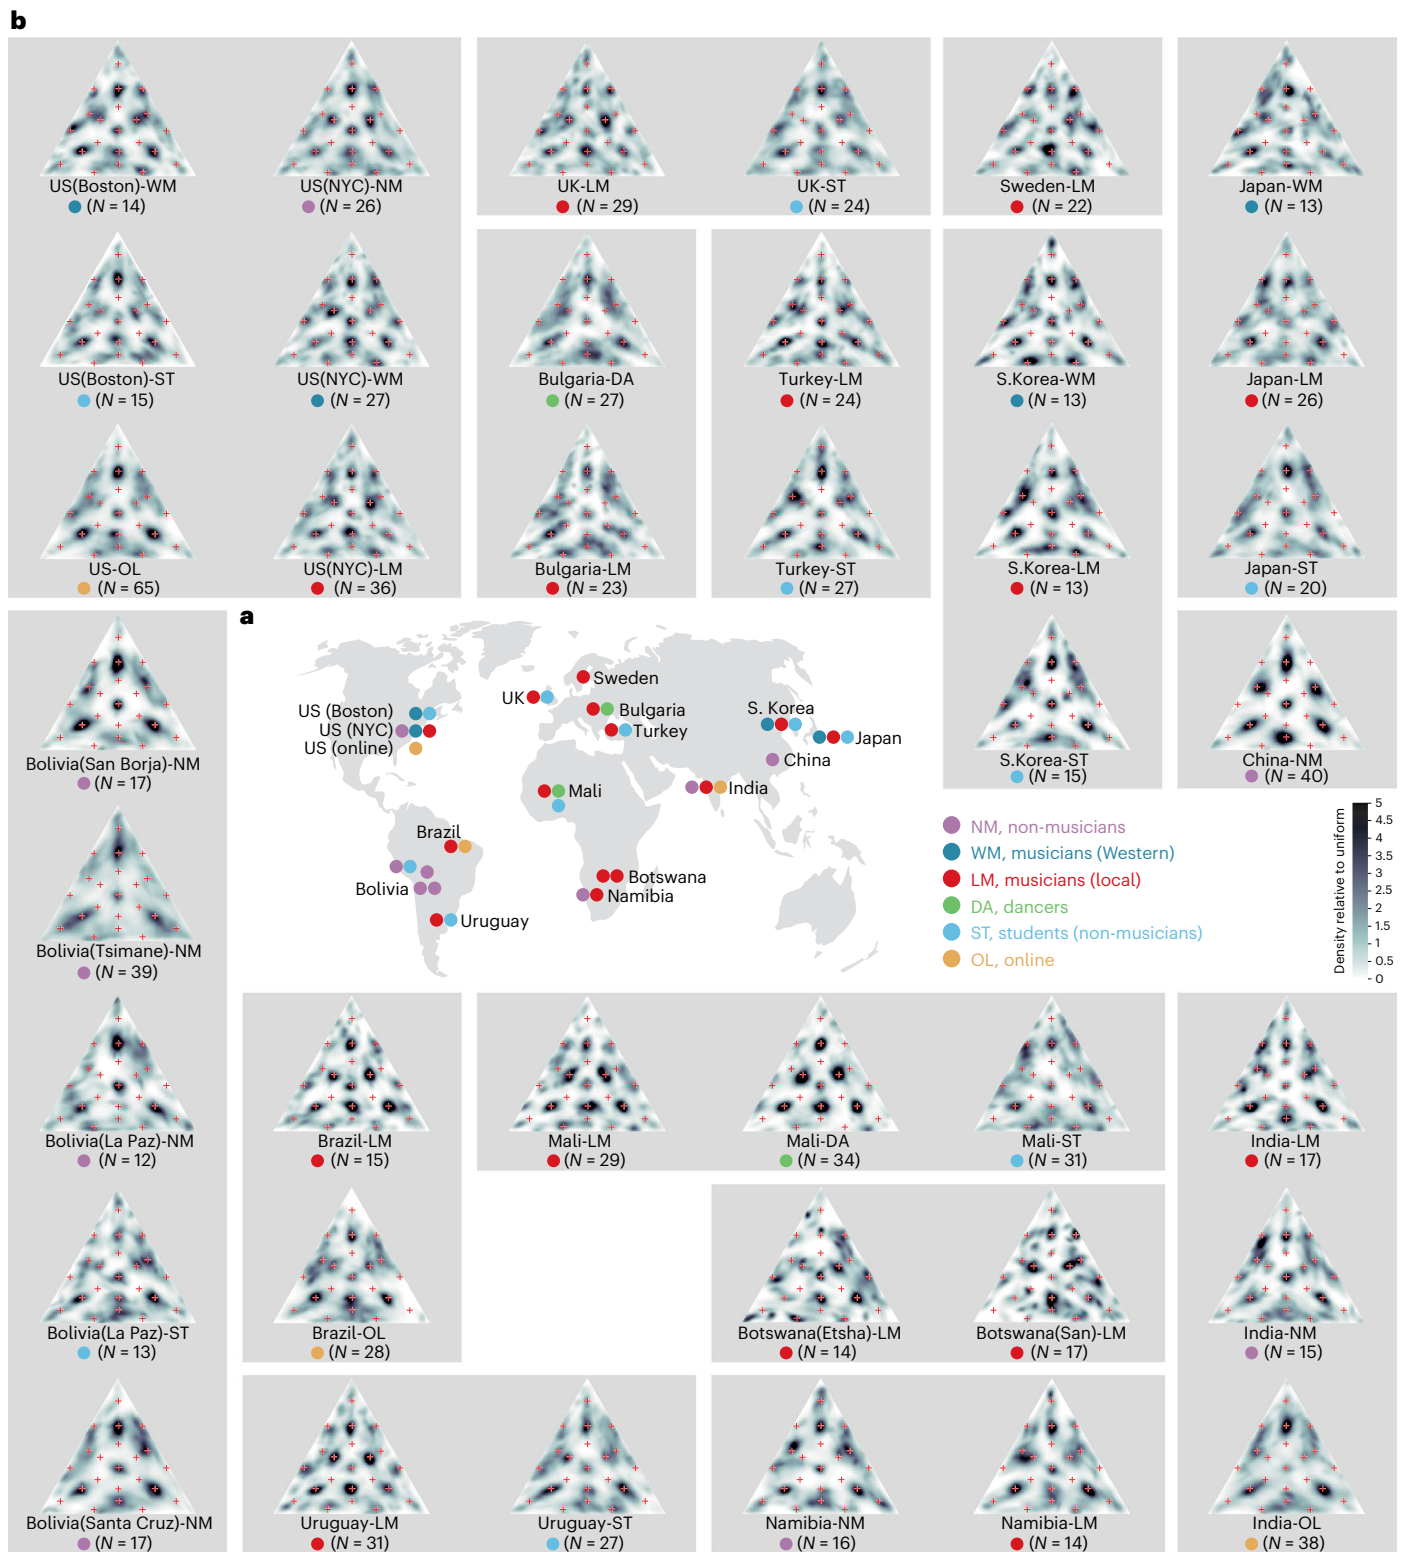 b
US(Boston)-WM
(N = 14)
US(NYC)-NM
(N = 26)
UK-LM
(N = 29)
UK-ST
(N = 24)
Sweden-LM
(N = 22)
Japan-WM
(N = 13)
US(Boston)-ST
(N = 15)
US(NYC)-WM
(N = 27)
Bulgaria-DA
(N = 27)
Turkey-LM
(N = 24)
S.Korea-WM
(N = 13)
Japan-LM
(N = 26)
US-OL
(N = 65)
US(NYC)-LM
(N = 36)
Bulgaria-LM
(N = 23)
Turkey-ST
(N = 27)
S.Korea-LM
(N = 13)
Japan-ST
(N = 20)
Bolivia(San Borja)-NM
(N = 17)
S.Korea-ST
(N = 15)
China-NM
(N = 40)
Bolivia(Tsimane)-NM
(N = 39)
a
Sweden
UK
US (Boston)
US (NYC)
US (online)
Bulgaria
Turkey
S. Korea
Japan
China
Mali
India
Brazil
Bolivia
Botswana
Namibia
Uruguay
NM, non-musicians
WM, musicians (Western)
LM, musicians (local)
DA, dancers
ST, students (non-musicians)
OL, online
Density relative to uniform
5
4.5
4
3.5
3
2.5
2
1.5
1
0.5
0
Bolivia(La Paz)-NM
(N = 12)
Brazil-LM
(N = 15)
Mali-LM
(N = 29)
Mali-DA
(N = 34)
Mali-ST
(N = 31)
India-LM
(N = 17)
Bolivia(La Paz)-ST
(N = 13)
Brazil-OL
(N = 28)
Botswana(Etsha)-LM
(N = 14)
Botswana(San)-LM
(N = 17)
India-NM
(N = 15)
Bolivia(Santa Cruz)-NM
(N = 17)
Uruguay-LM
(N = 31)
Uruguay-ST
(N = 27)
Namibia-NM
(N = 16)
Namibia-LM
(N = 14)
India-OL
(N = 38)